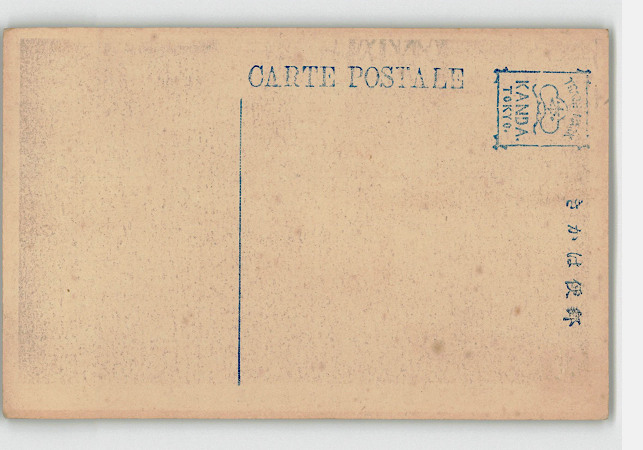 CARTE POSTALE
KANDA.
TOKYO.
きかは便郵